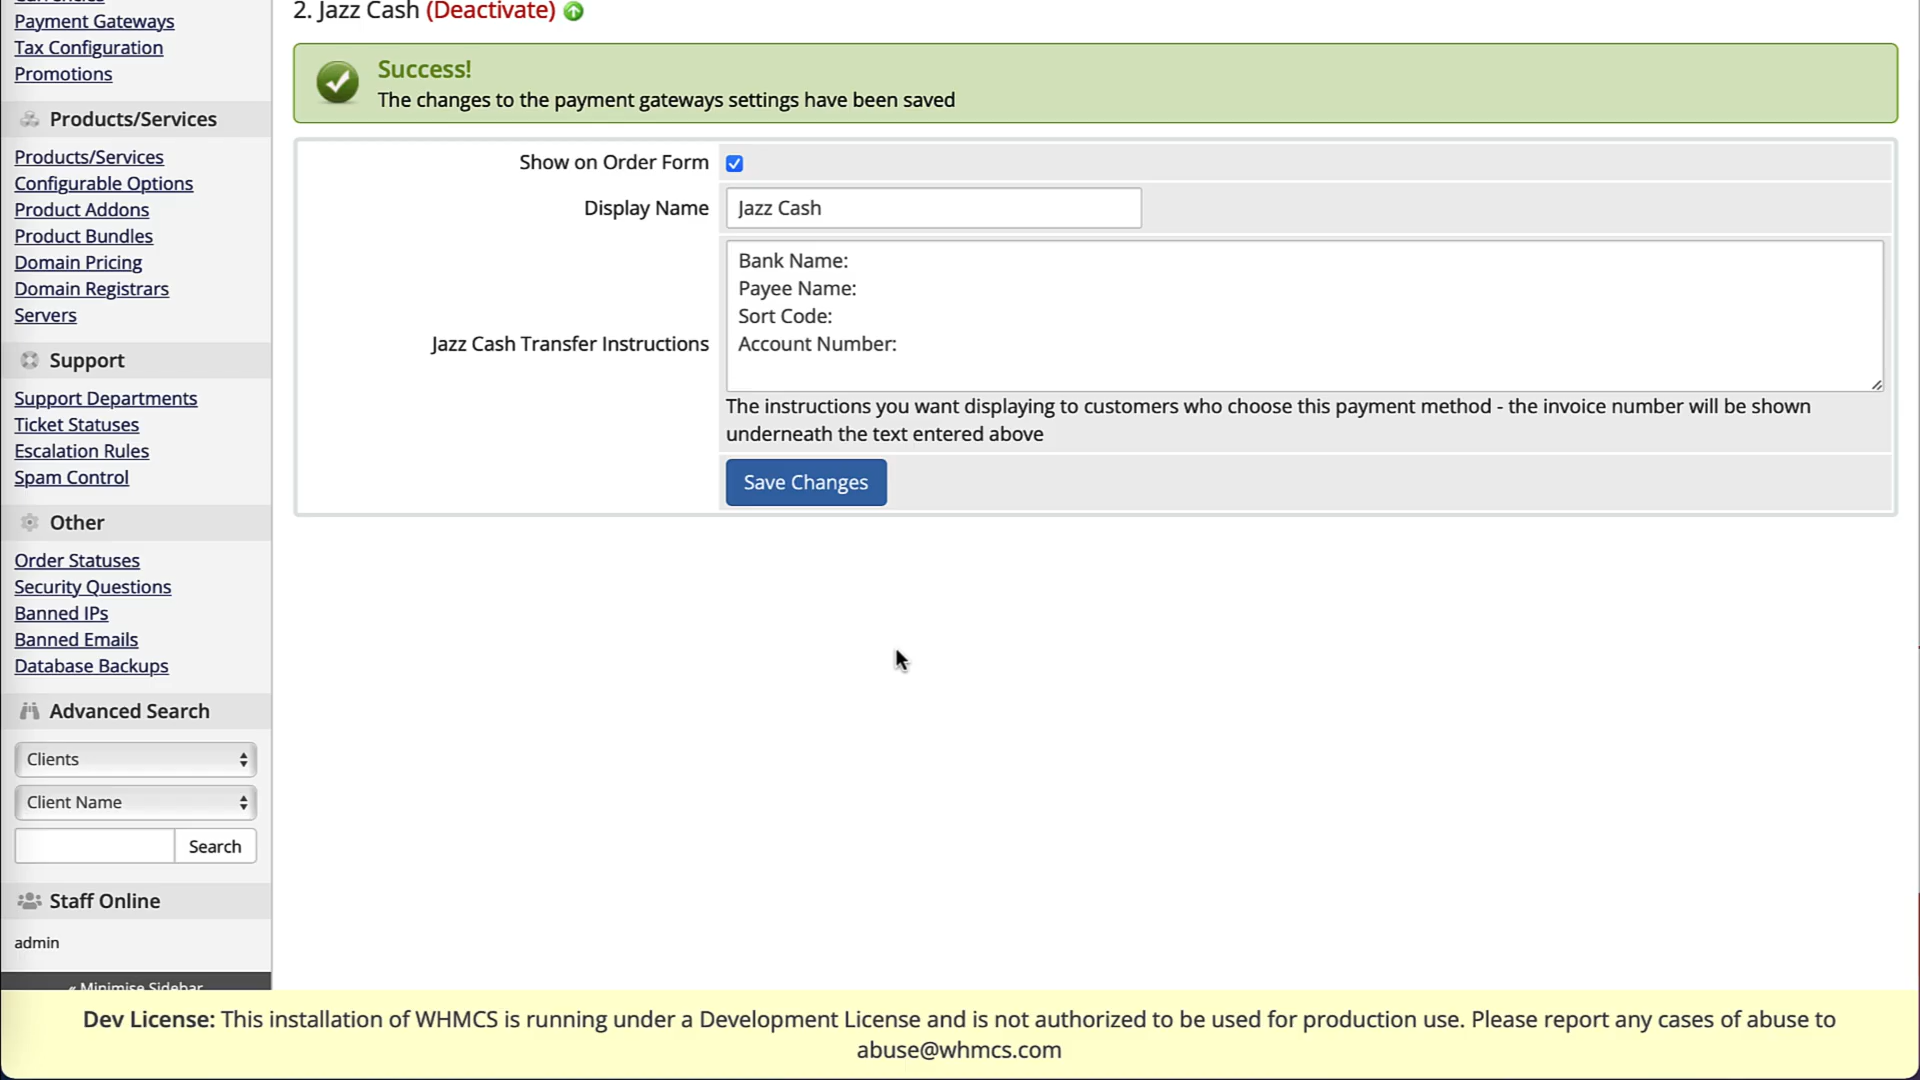 Payment Gateways
Tax Configuration
Promotions
Products/Services
Products/Services
Configurable Options
Product Addons
Product Bundles
Domain Pricing
Domain Registrars
Servers
Support
Support Departments
Ticket Statuses
Escalation Rules
Spam Control
Other
Order Statuses
Security Questions
Banned IPs
Banned Emails
Database Backups
Advanced Search
Clients
Client Name
Search
Staff Online
admin
« Minimise Sidebar
2. Jazz Cash (Deactivate)
Success!
The changes to the payment gateways settings have been saved
Show on Order Form
Display Name
Jazz Cash
Jazz Cash Transfer Instructions
Bank Name:
Payee Name:
Sort Code:
Account Number:
The instructions you want displaying to customers who choose this payment method - the invoice number will be shown
underneath the text entered above
Save Changes
Dev License: This installation of WHMCS is running under a Development License and is not authorized to be used for production use. Please report any cases of abuse to
abuse@whmcs.com